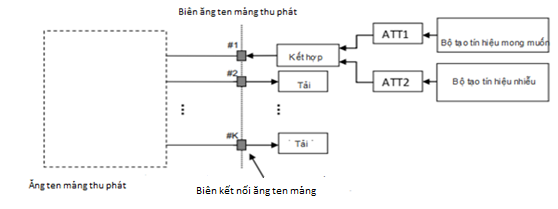 Biên ăng ten mảng thu phát
#1
Kết hợp
ATT1
Bộ tạo tín hiệu mong muốn
#2
Tải
ATT2
Bộ tạo tín hiệu nhiễu
#K
Tải
Ăng ten mảng thu phát
Biên kết nối ăng ten mảng